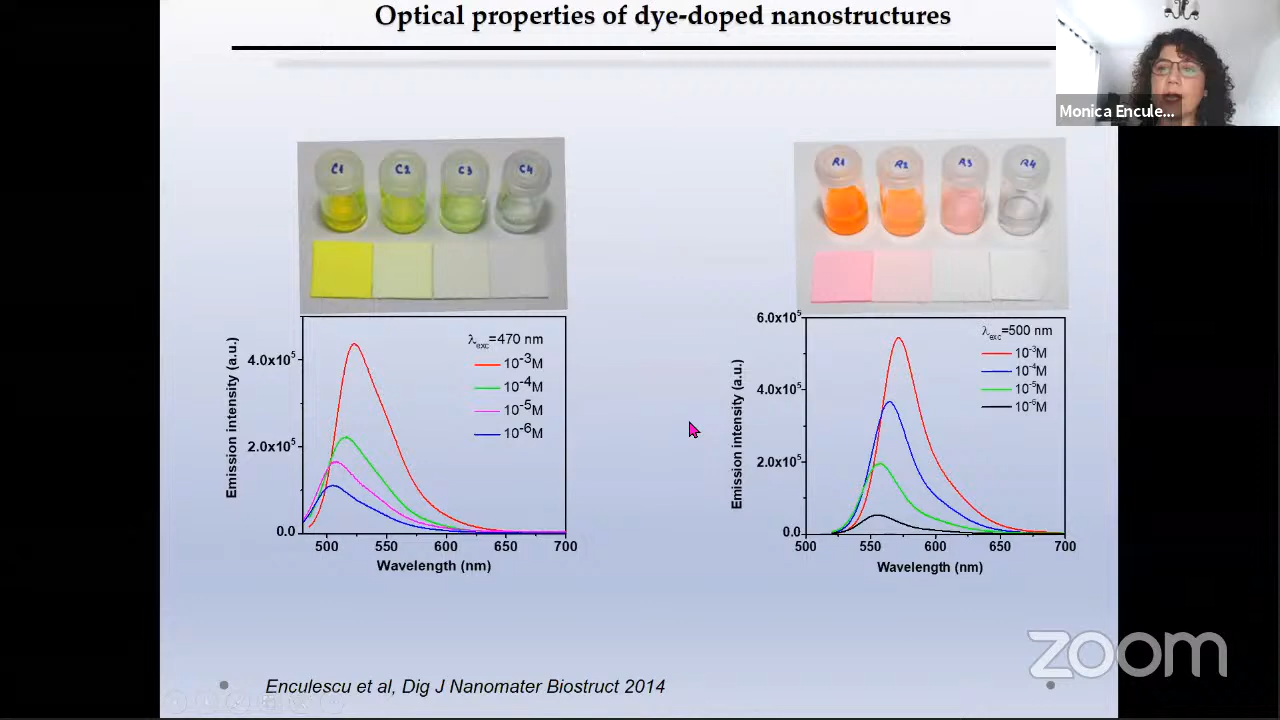 Optical properties of dye-doped nanostructures
Monica Encule...
C1 C2 C3 C4
R1 R2 R3 R4
Emission intensity (a.u.)
4.0x10⁵
2.0x10⁵
0.0
λexc=470 nm
10⁻³M
10⁻⁴M
10⁻⁵M
10⁻⁶M
500 550 600 650 700
Wavelength (nm)
Emission intensity (a.u.)
6.0x10⁵
4.0x10⁵
2.0x10⁵
0.0
λexc=500 nm
10⁻³M
10⁻⁴M
10⁻⁵M
10⁻⁶M
500 550 600 650 700
Wavelength (nm)
zoom
Enculescu et al, Dig J Nanomater Biostruct 2014